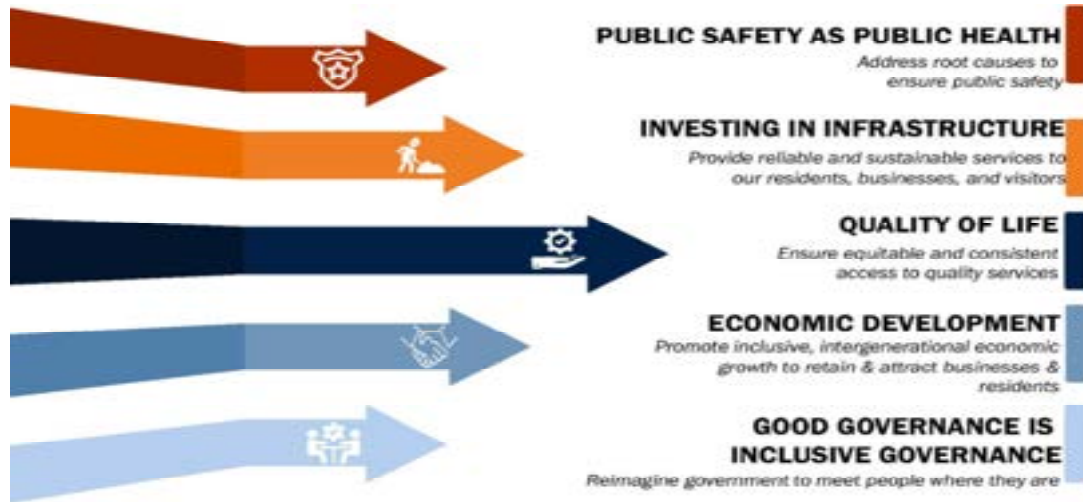 PUBLIC SAFETY AS PUBLIC HEALTH
Address root causes to
ensure public safety
INVESTING IN INFRASTRUCTURE
Provide reliable and sustainable services to
our residents, businesses, and visitors
QUALITY OF LIFE
Ensure equitable and consistent
access to quality services
ECONOMIC DEVELOPMENT
Promote inclusive, intergenerational economic
growth to retain & attract businesses &
residents
GOOD GOVERNANCE IS
INCLUSIVE GOVERNANCE
Reimagine government to meet people where they are